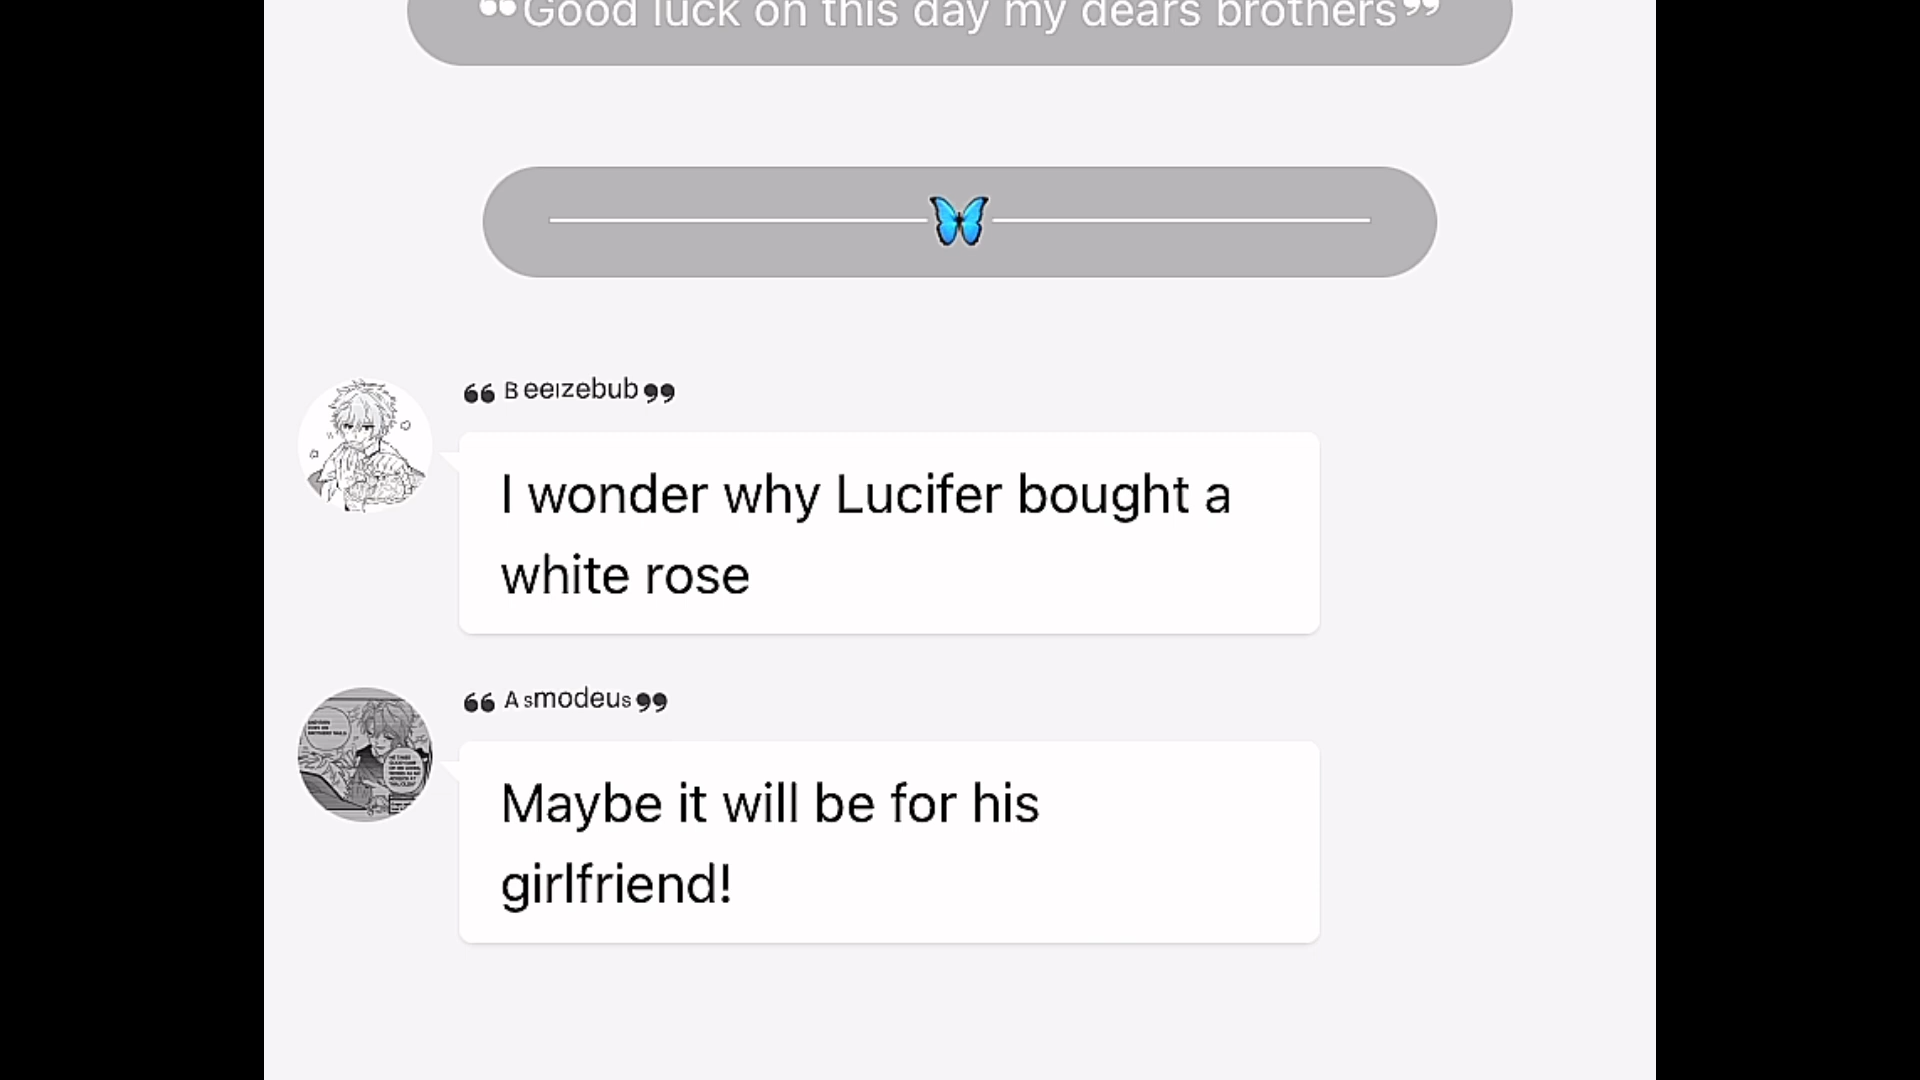 ❝Good luck on this day my dears brothers❞
❝ Beelzebub❞
I wonder why Lucifer bought a
white rose
❝ Asmodeus❞
Maybe it will be for his
girlfriend!